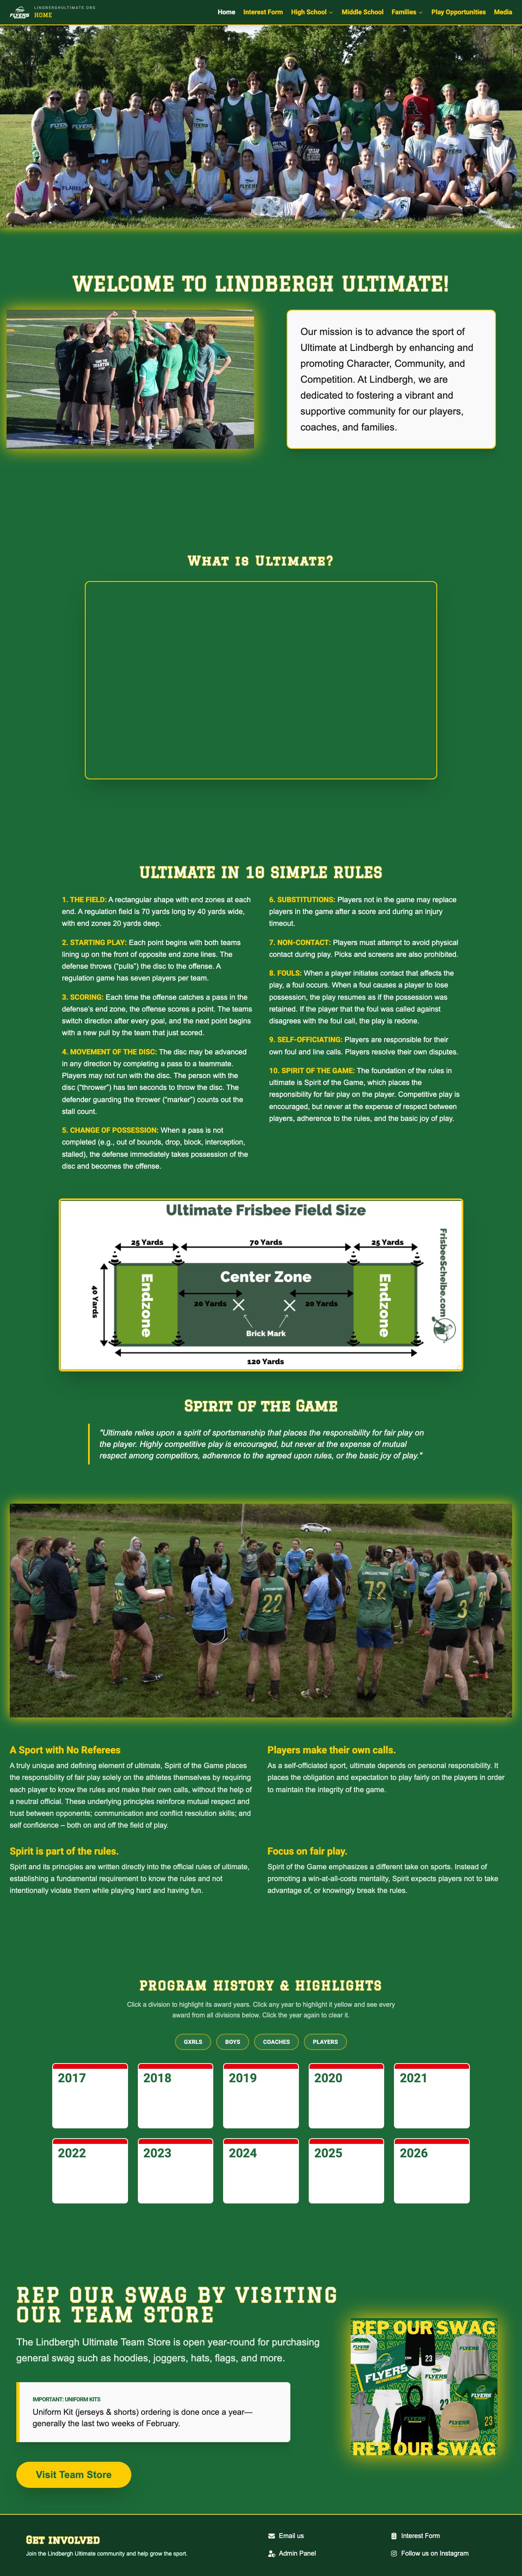 FLYERS
LINDBERGHULTIMATE.ORG
HOME
Home Interest Form High School Middle School Families Play Opportunities Media
WELCOME TO LINDBERGH ULTIMATE!
Our mission is to advance the sport of
Ultimate at Lindbergh by enhancing and
promoting Character, Community, and
Competition. At Lindbergh, we are
dedicated to fostering a vibrant and
supportive community for our players,
coaches, and families.
What is Ultimate?
ULTIMATE IN 10 SIMPLE RULES
1. THE FIELD: A rectangular shape with end zones at each
end. A regulation field is 70 yards long by 40 yards wide,
with end zones 20 yards deep.
2. STARTING PLAY: Each point begins with both teams
lining up on the front of opposite end zone lines. The
defense throws ("pulls") the disc to the offense. A
regulation game has seven players per team.
3. SCORING: Each time the offense catches a pass in the
defense's end zone, the offense scores a point. The teams
switch direction after every goal, and the next point begins
with a new pull by the team that just scored.
4. MOVEMENT OF THE DISC: The disc may be advanced
in any direction by completing a pass to a teammate.
Players may not run with the disc. The person with the
disc ("thrower") has ten seconds to throw the disc. The
defender guarding the thrower ("marker") counts out the
stall count.
5. CHANGE OF POSSESSION: When a pass is not
completed (e.g., out of bounds, drop, block, interception,
stalled), the defense immediately takes possession of the
disc and becomes the offense.
6. SUBSTITUTIONS: Players not in the game may replace
players in the game after a score and during an injury
timeout.
7. NON-CONTACT: Players must attempt to avoid physical
contact during play. Picks and screens are also prohibited.
8. FOULS: When a player initiates contact that affects the
play, a foul occurs. When a foul causes a player to lose
possession, the play resumes as if the possession was
retained. If the player that the foul was called against
disagrees with the foul call, the play is redone.
9. SELF-OFFICIATING: Players are responsible for their
own foul and line calls. Players resolve their own disputes.
10. SPIRIT OF THE GAME: The foundation of the rules in
ultimate is Spirit of the Game, which places the
responsibility for fair play on the player. Competitive play is
encouraged, but never at the expense of respect between
players, adherence to the rules, and the basic joy of play.
Ultimate Frisbee Field Size
25 Yards 70 Yards 25 Yards
40 Yards
Endzone
Center Zone
20 Yards 20 Yards
Brick Mark
Endzone
120 Yards
FrisbeeScheibe.com
Spirit of the Game
"Ultimate relies upon a spirit of sportsmanship that places the responsibility for fair play on
the player. Highly competitive play is encouraged, but never at the expense of mutual
respect among competitors, adherence to the agreed upon rules, or the basic joy of play."
22
72
3
A Sport with No Referees
A truly unique and defining element of ultimate, Spirit of the Game places
the responsibility of fair play solely on the athletes themselves by requiring
each player to know the rules and make their own calls, without the help of
a neutral official. These underlying principles reinforce mutual respect and
trust between opponents; communication and conflict resolution skills; and
self confidence – both on and off the field of play.
Players make their own calls.
As a self-officiated sport, ultimate depends on personal responsibility. It
places the obligation and expectation to play fairly on the players in order
to maintain the integrity of the game.
Spirit is part of the rules.
Spirit and its principles are written directly into the official rules of ultimate,
establishing a fundamental requirement to know the rules and not
intentionally violate them while playing hard and having fun.
Focus on fair play.
Spirit of the Game emphasizes a different take on sports. Instead of
promoting a win-at-all-costs mentality, Spirit expects players not to take
advantage of, or knowingly break the rules.
PROGRAM HISTORY & HIGHLIGHTS
Click a division to highlight its award years. Click any year to highlight it yellow and see every
award from all divisions below. Click the year again to clear it.
GXRLS BOYS COACHES PLAYERS
2017 2018 2019 2020 2021
2022 2023 2024 2025 2026
REP OUR SWAG BY VISITING
OUR TEAM STORE
The Lindbergh Ultimate Team Store is open year-round for purchasing
general swag such as hoodies, joggers, hats, flags, and more.
IMPORTANT: UNIFORM KITS
Uniform Kit (jerseys & shorts) ordering is done once a year—
generally the last two weeks of February.
Visit Team Store
REP OUR SWAG
FLYERS
23
FLYERS
FLYERS
23
REP OUR SWAG
Get involved
Join the Lindbergh Ultimate community and help grow the sport.
Email us
Admin Panel
Interest Form
Follow us on Instagram